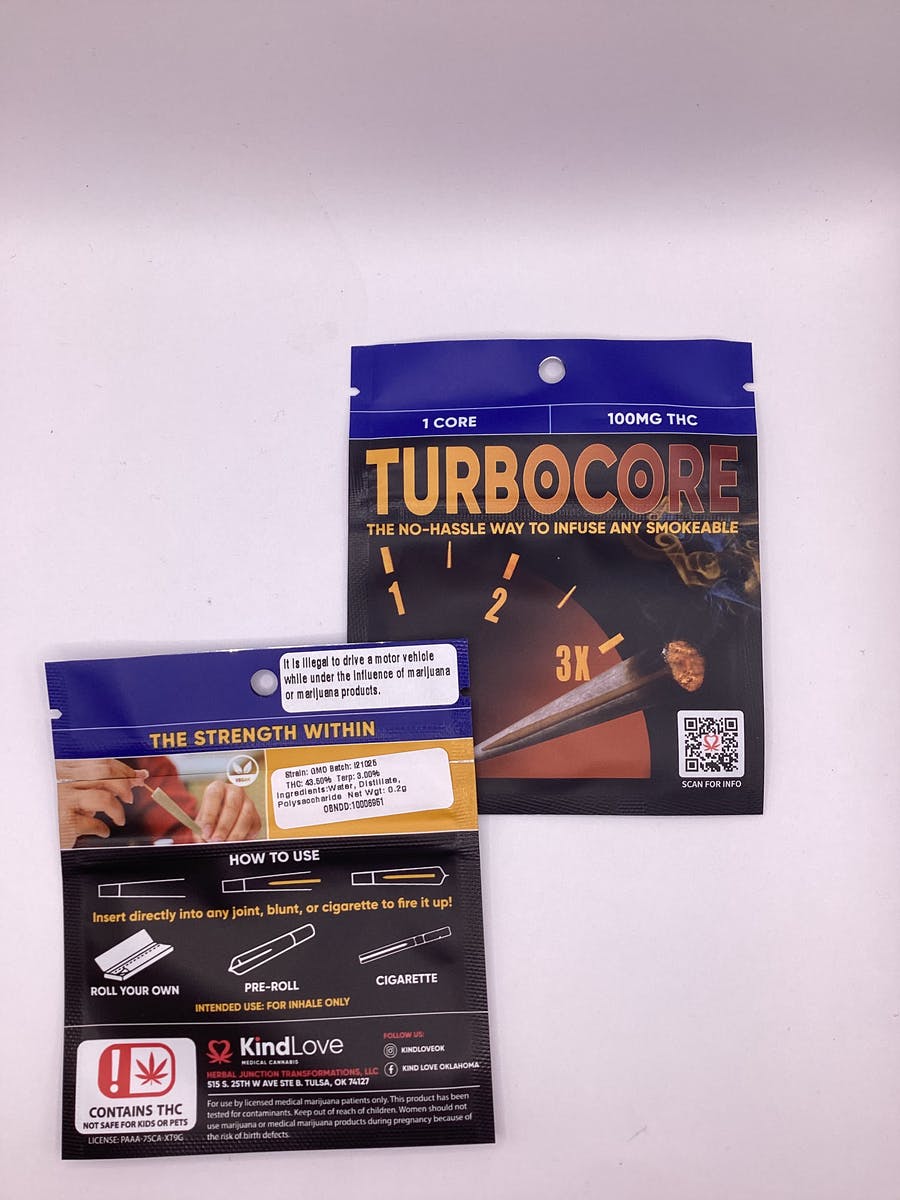 1 CORE
100MG THC
TURBOCORE
THE NO-HASSLE WAY TO INFUSE ANY SMOKEABLE
1
2
3X
SCAN FOR INFO
It is illegal to drive a motor vehicle
while under the influence of marijuana
or marijuana products.
THE STRENGTH WITHIN
VEGAN
Strain: GMO Batch: I21025
THC: 43.50% Terp: 3.00%
Ingredients:Water, Distillate,
Polysaccharide Net Wgt: 0.2g
OBNDD:10006951
HOW TO USE
Insert directly into any joint, blunt, or cigarette to fire it up!
ROLL YOUR OWN
PRE-ROLL
CIGARETTE
INTENDED USE: FOR INHALE ONLY
CONTAINS THC
NOT SAFE FOR KIDS OR PETS
LICENSE: PAAA-7SCA-XT9G
KindLove
MEDICAL CANNABIS
HERBAL JUNCTION TRANSFORMATIONS, LLC
515 S. 25TH W AVE STE B. TULSA, OK 74127
FOLLOW US:
KINDLOVEOK
KIND LOVE OKLAHOMA
For use by licensed medical marijuana patients only. This product has been
tested for contaminants. Keep out of reach of children. Women should not
use marijuana or medical marijuana products during pregnancy because of
the risk of birth defects.